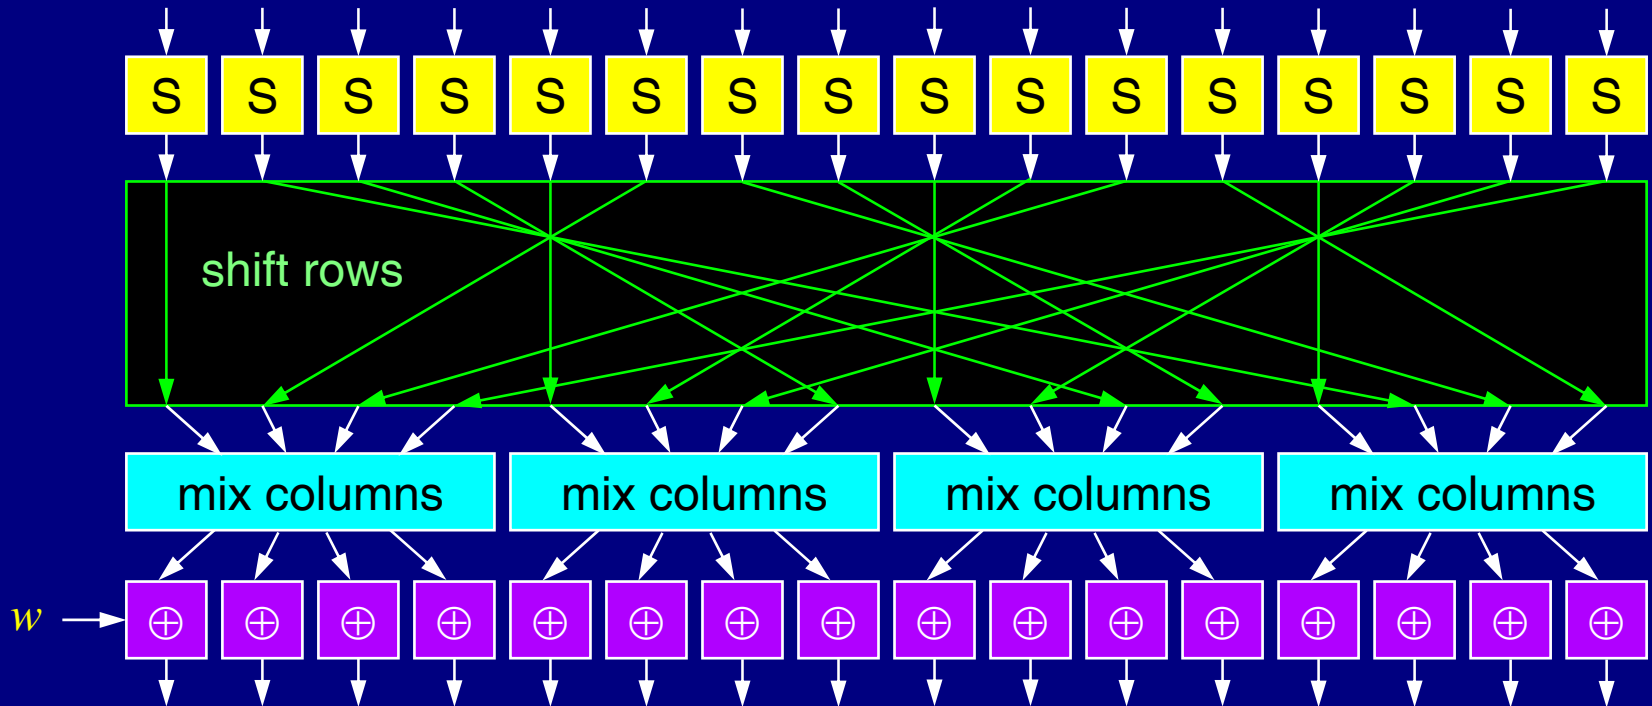 S S S S S S S S S S S S S S S S
shift rows
mix columns mix columns mix columns mix columns
w ⊕ ⊕ ⊕ ⊕ ⊕ ⊕ ⊕ ⊕ ⊕ ⊕ ⊕ ⊕ ⊕ ⊕ ⊕ ⊕